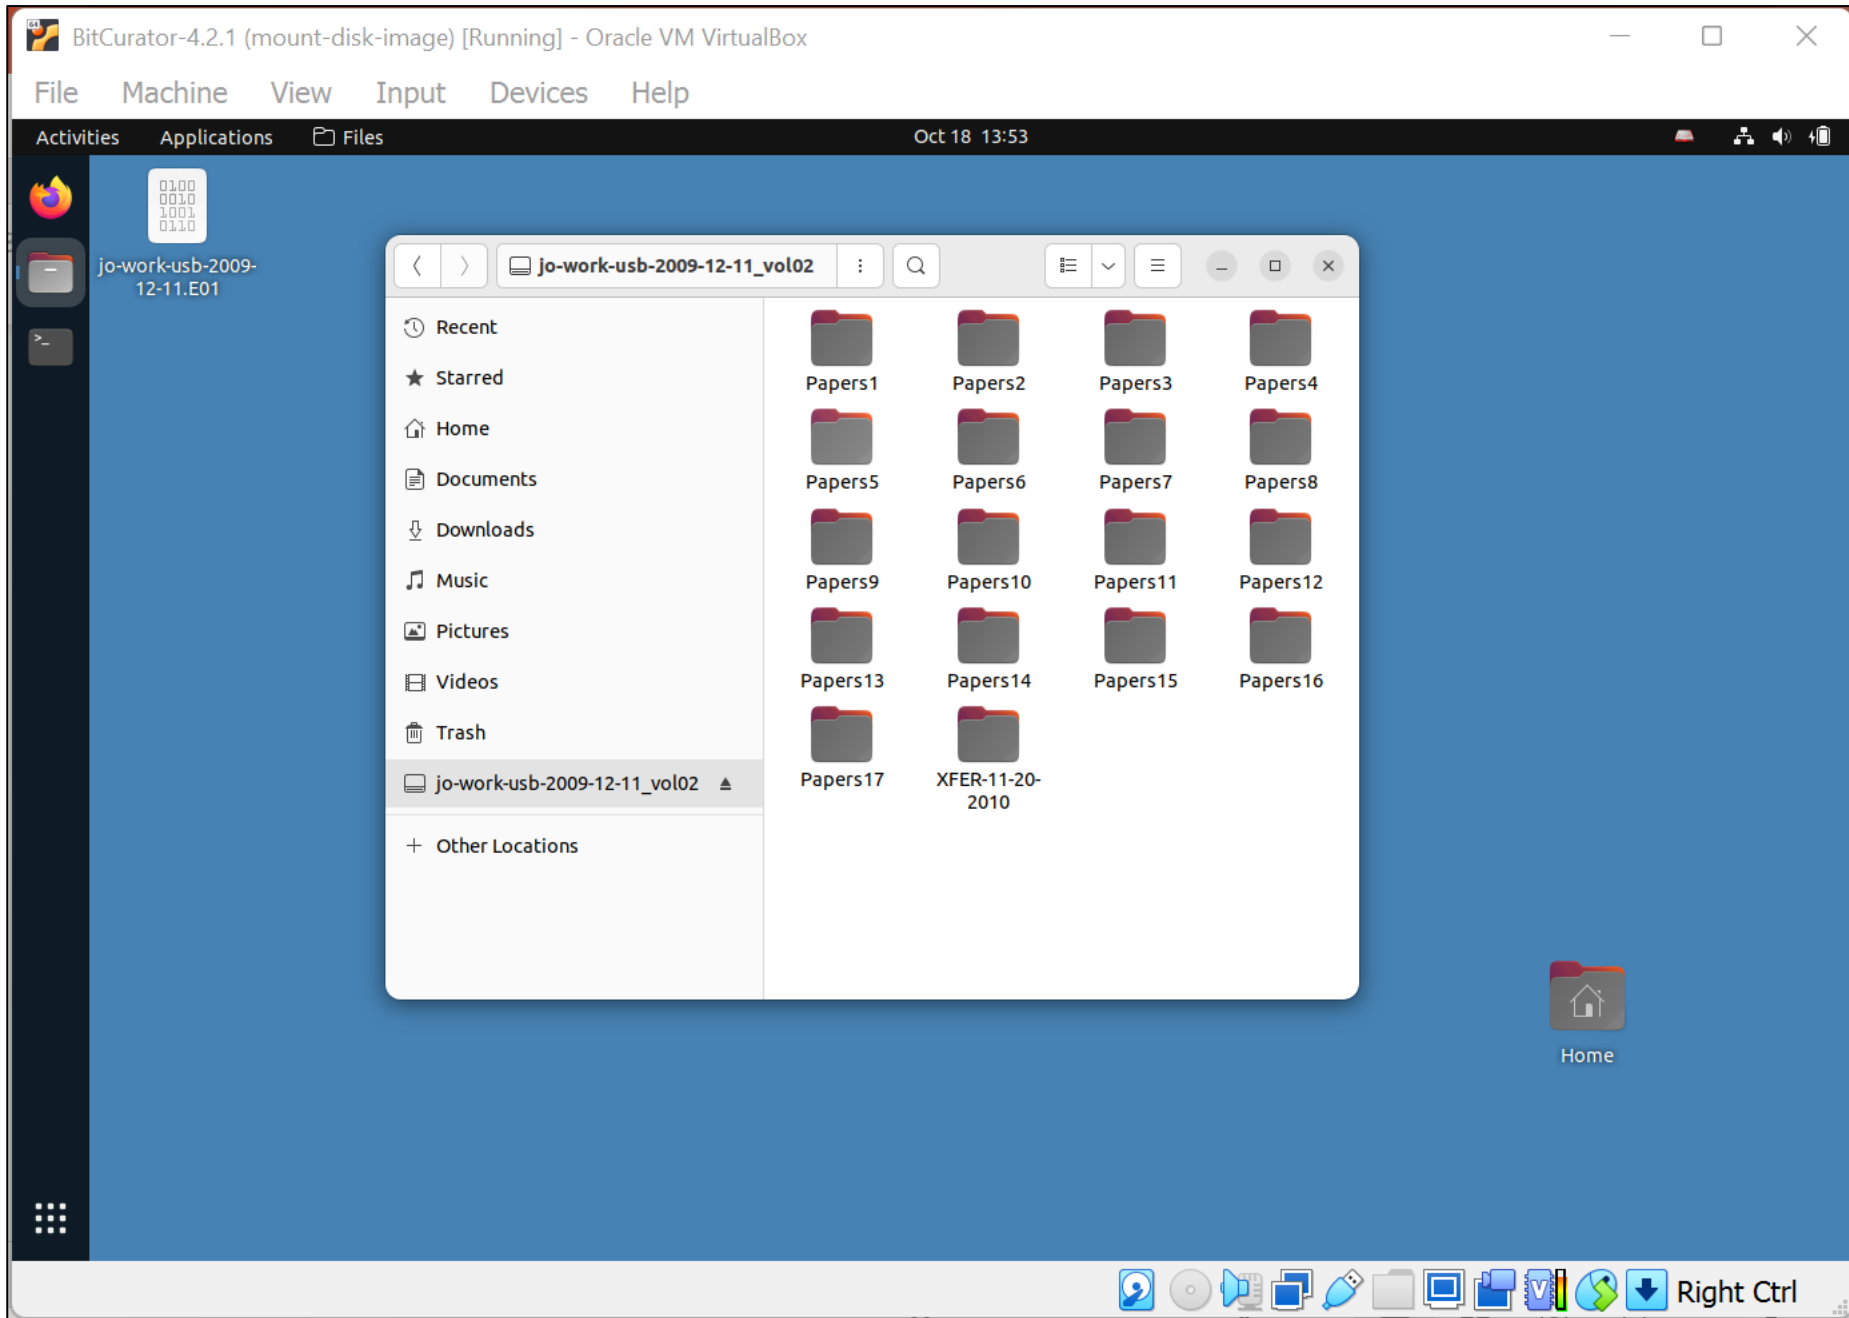 BitCurator-4.2.1 (mount-disk-image) [Running] - Oracle VM VirtualBox
File Machine View Input Devices Help
Activities Applications Files Oct 18 13:53
0100
0010
1001
0110
jo-work-usb-2009-
12-11.E01
jo-work-usb-2009-12-11_vol02
Recent
Starred
Home
Documents
Downloads
Music
Pictures
Videos
Trash
jo-work-usb-2009-12-11_vol02
Other Locations
Papers1 Papers2 Papers3 Papers4
Papers5 Papers6 Papers7 Papers8
Papers9 Papers10 Papers11 Papers12
Papers13 Papers14 Papers15 Papers16
Papers17 XFER-11-20-
2010
Home
Right Ctrl